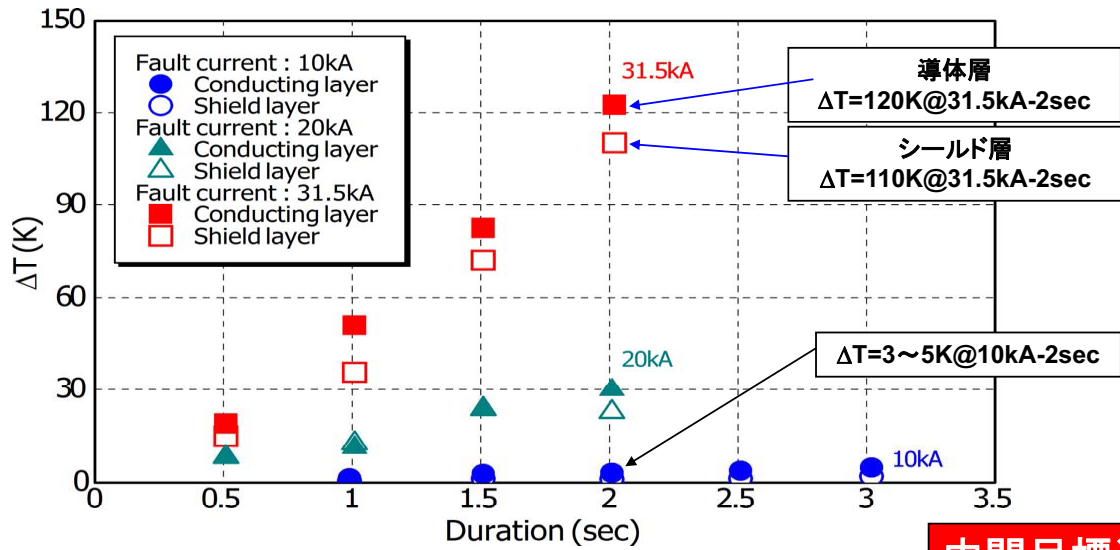 150
120
90
60
30
0
ΔT(K)
Fault current : 10kA
Conducting layer
Shield layer
Fault current : 20kA
Conducting layer
Shield layer
Fault current : 31.5kA
Conducting layer
Shield layer
31.5kA
導体層
ΔT=120K@31.5kA-2sec
シールド層
ΔT=110K@31.5kA-2sec
20kA
ΔT=3～5K@10kA-2sec
10kA
0 0.5 1 1.5 2 2.5 3 3.5
Duration (sec)